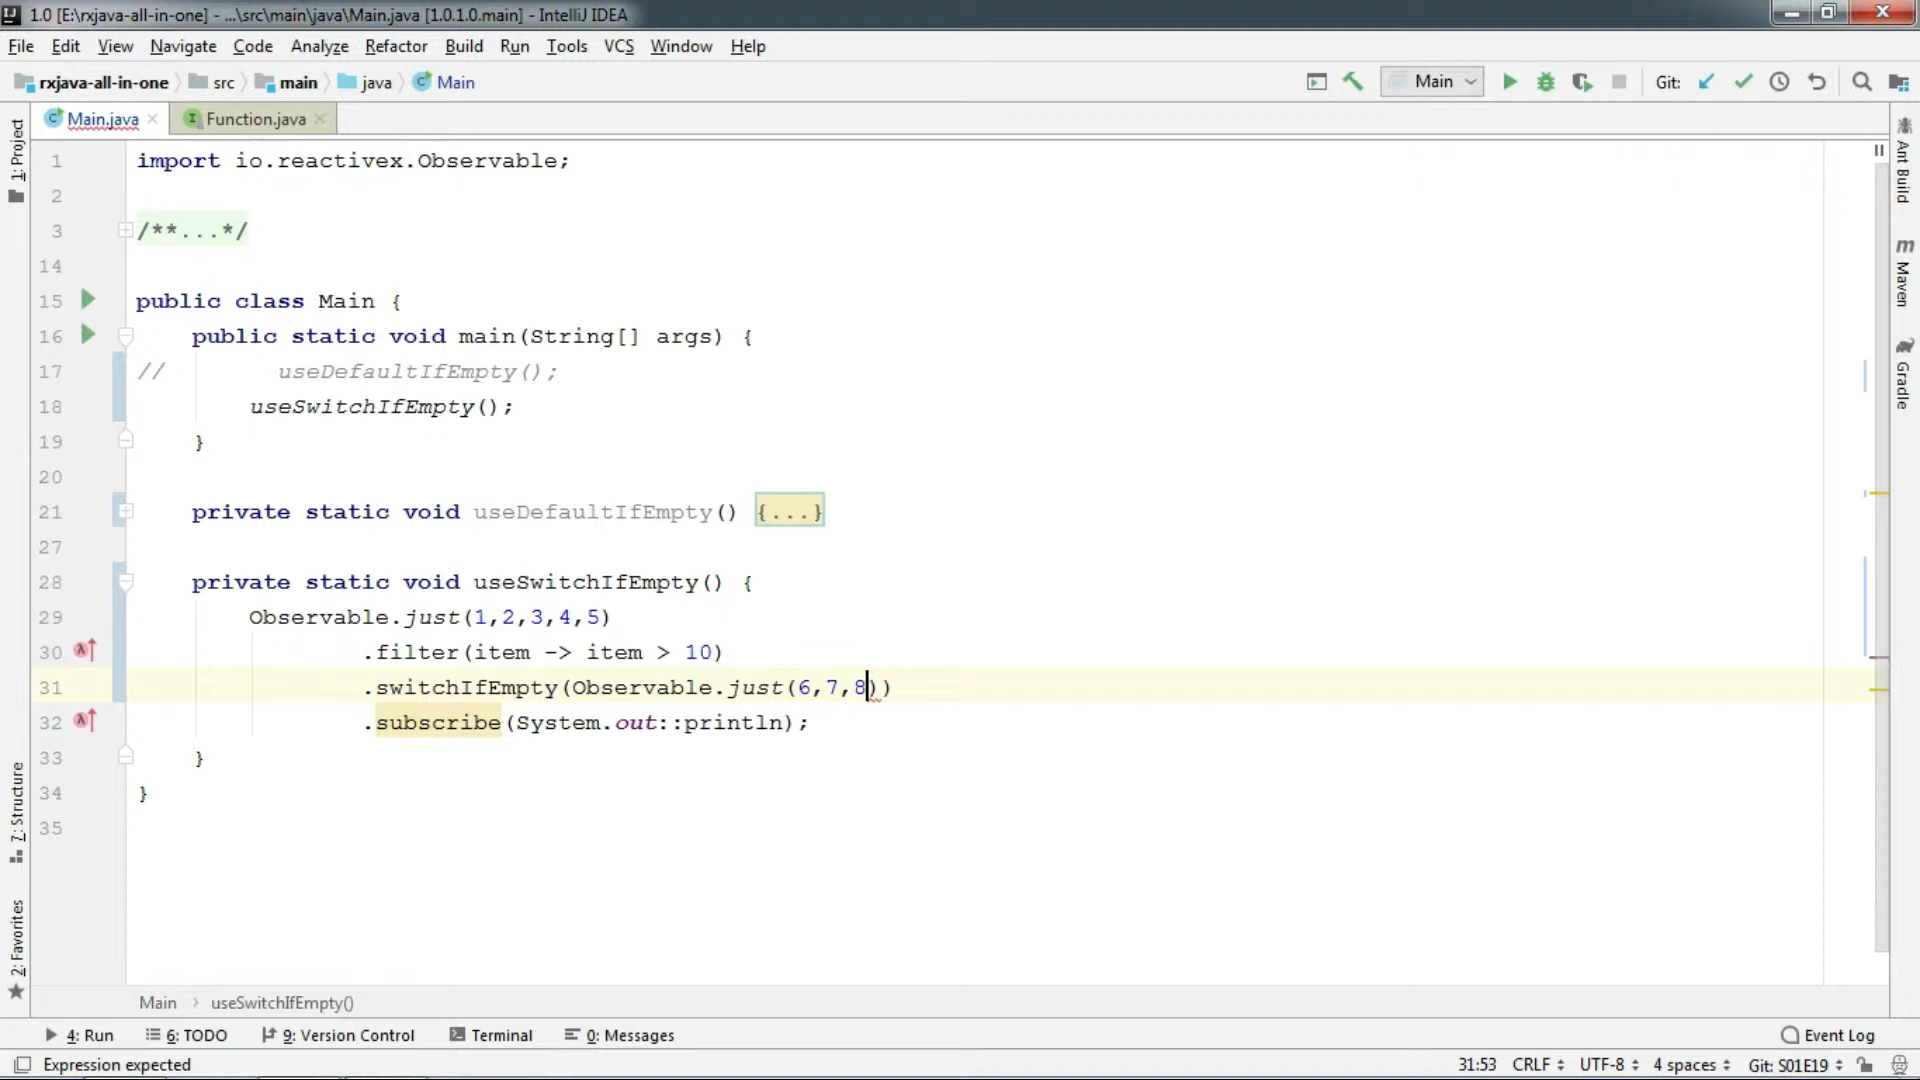 1.0 [E:\rxjava-all-in-one] - ...\src\main\java\Main.java [1.0.1.0.main] - IntelliJ IDEA
File Edit View Navigate Code Analyze Refactor Build Run Tools VCS Window Help
rxjava-all-in-one src main java Main Main Git:
Main.java Function.java
1: Project
Ant Build
Maven
Gradle
1 import io.reactivex.Observable;
2
3 /**...*/
14
15 public class Main {
16 public static void main(String[] args) {
17 // useDefaultIfEmpty();
18 useSwitchIfEmpty();
19 }
20
21 private static void useDefaultIfEmpty() {...}
27
28 private static void useSwitchIfEmpty() {
29 Observable.just(1,2,3,4,5)
30 .filter(item -> item > 10)
31 .switchIfEmpty(Observable.just(6,7,8))
32 .subscribe(System.out::println);
33 }
34 }
35
7: Structure
2: Favorites
Main useSwitchIfEmpty()
4: Run 6: TODO 9: Version Control Terminal 0: Messages Event Log
Expression expected 31:53 CRLF UTF-8 4 spaces Git: S01E19